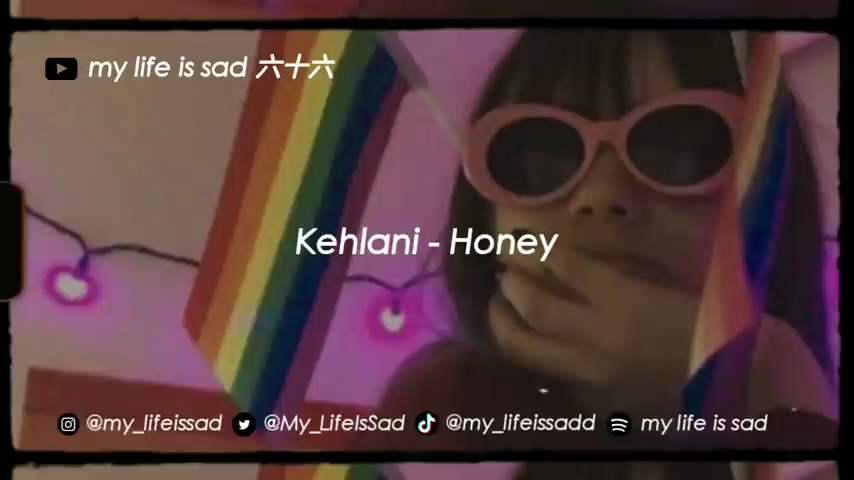 my life is sad 六十六
Kehlani - Honey
@my_lifeissad @My_LifeIsSad @my_lifeissadd my life is sad